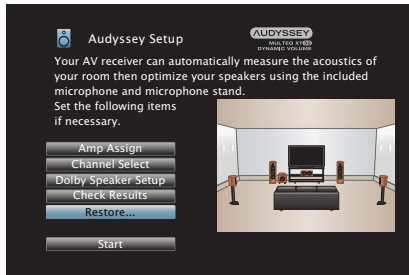 Audyssey Setup
AUDYSSEY
MULTEQ XT32
DYNAMIC VOLUME
Your AV receiver can automatically measure the acoustics of
your room then optimize your speakers using the included
microphone and microphone stand.
Set the following items
if necessary.
Amp Assign
Channel Select
Dolby Speaker Setup
Check Results
Restore...
Start